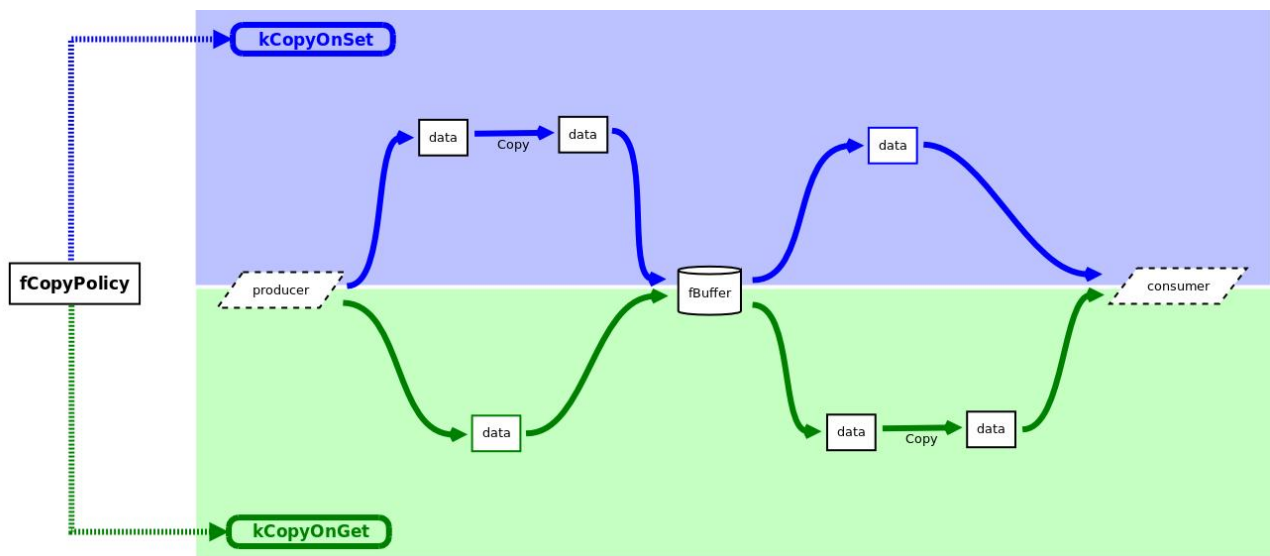 kCopyOnSet
data
Copy
data
data
fCopyPolicy
producer
fBuffer
consumer
data
data
Copy
data
kCopyOnGet